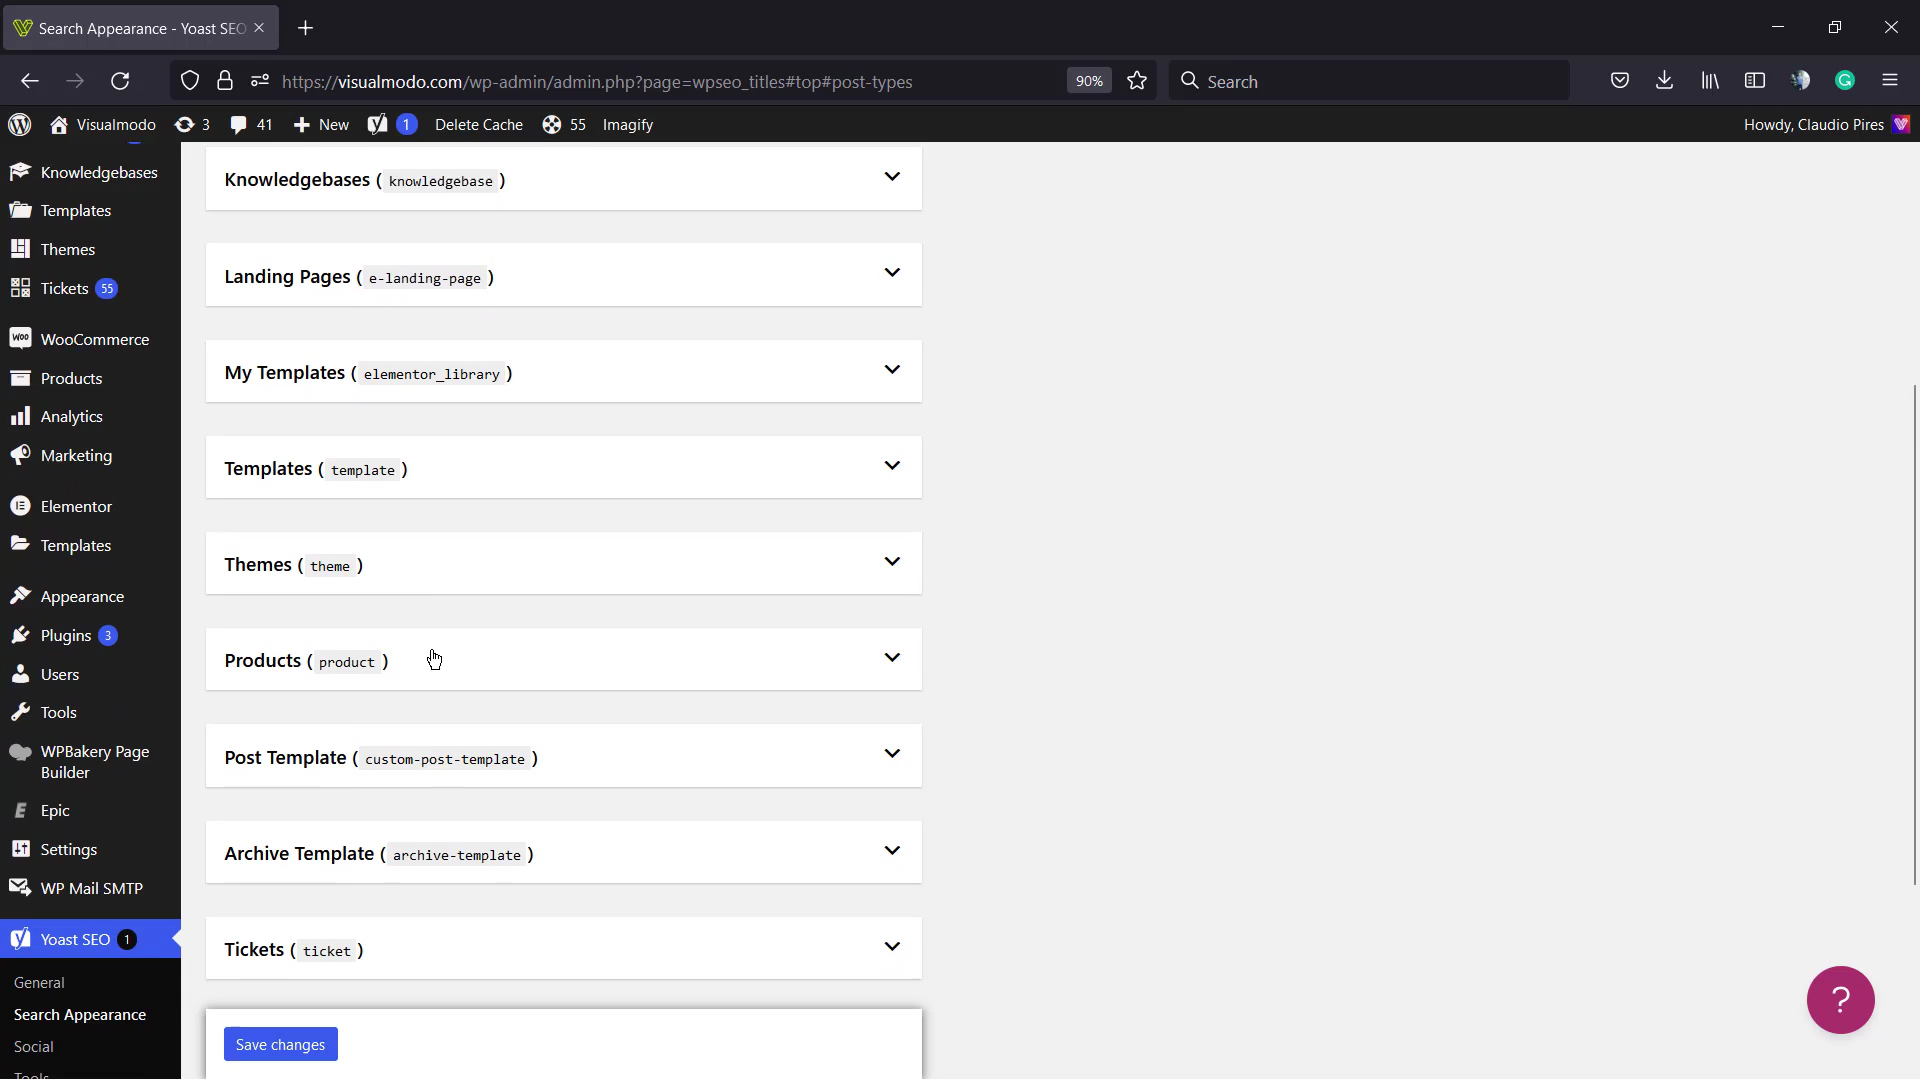 Search Appearance - Yoast SEO
https://visualmodo.com/wp-admin/admin.php?page=wpseo_titles#top#post-types
90%
Search
Visualmodo
3
41
New
1
Delete Cache
55
Imagify
Howdy, Claudio Pires
Knowledgebases
Templates
Themes
Tickets 55
WooCommerce
Products
Analytics
Marketing
Elementor
Templates
Appearance
Plugins 3
Users
Tools
WPBakery Page
Builder
Epic
Settings
WP Mail SMTP
Yoast SEO 1
General
Search Appearance
Social
Tools
Knowledgebases ( knowledgebase )
Landing Pages ( e-landing-page )
My Templates ( elementor_library )
Templates ( template )
Themes ( theme )
Products ( product )
Post Template ( custom-post-template )
Archive Template ( archive-template )
Tickets ( ticket )
Save changes
?